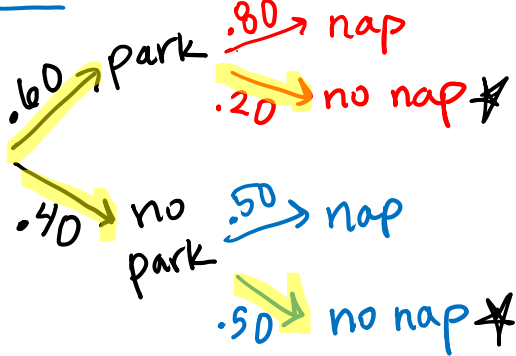 .80 nap
.60 park
.20 no nap
.40 no park
.50 nap
.50 no nap